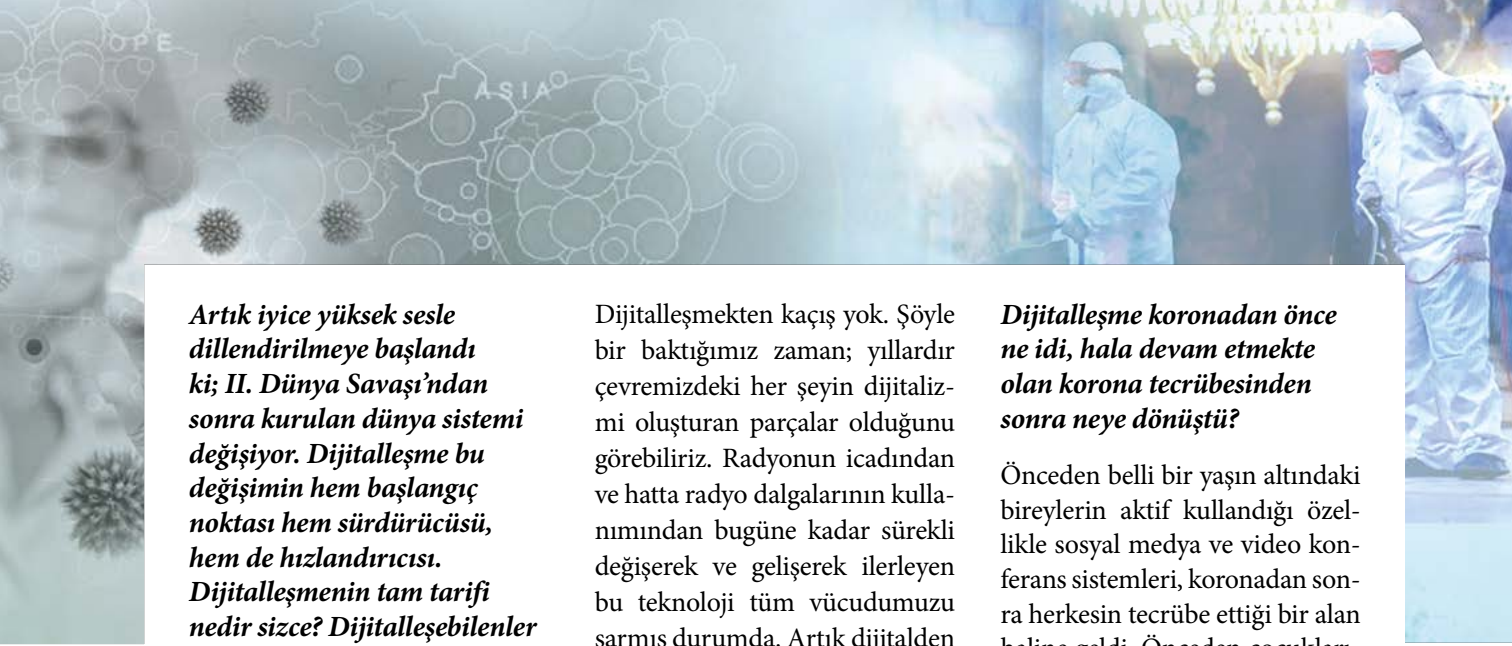 OPE
ASIA
Artık iyice yüksek sesle
dillendirilmeye başlandı
ki; II. Dünya Savaşı’ndan
sonra kurulan dünya sistemi
değişiyor. Dijitalleşme bu
değişimin hem başlangıç
noktası hem sürdürücüsü,
hem de hızlandırıcısı.
Dijitalleşmenin tam tarifi
nedir sizce? Dijitalleşebilenler
Dijitalleşmekten kaçış yok. Şöyle
bir baktığımız zaman; yıllardır
çevremizdeki her şeyin dijitaliz-
mi oluşturan parçalar olduğunu
görebiliriz. Radyonun icadından
ve hatta radyo dalgalarının kulla-
nımından bugüne kadar sürekli
değişerek ve gelişerek ilerleyen
bu teknoloji tüm vücudumuzu
sarmış durumda. Artık dijitalden
Dijitalleşme koronadan önce
ne idi, hala devam etmekte
olan korona tecrübesinden
sonra neye dönüştü?
Önceden belli bir yaşın altındaki
bireylerin aktif kullandığı özel-
likle sosyal medya ve video kon-
ferans sistemleri, koronadan son-
ra herkesin tecrübe ettiği bir alan
haline geldi. Önceden çocukları-